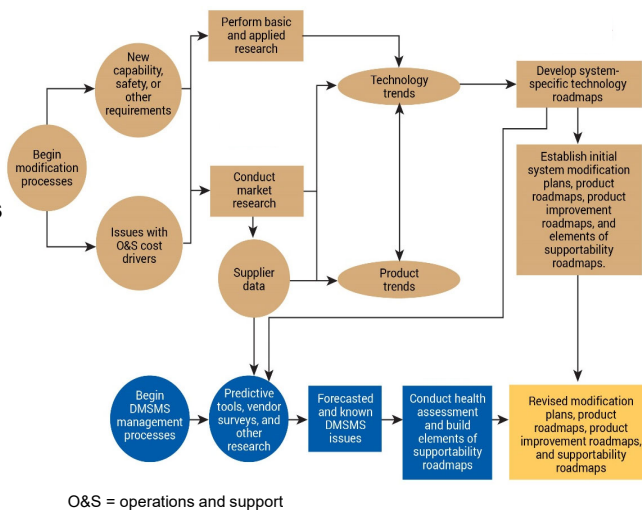 Perform basic
and applied
research
New
capability,
safety, or
other
requirements
Technology
trends
Develop system-
specific technology
roadmaps
Begin
modification
processes
s
Conduct
market
research
Establish initial
system modification
plans, product
roadmaps, product
improvement
roadmaps, and
elements of
supportability
roadmaps.
Issues with
O&S cost
drivers
Supplier
data
Product
trends
Begin
DMSMS
management
processes
Predictive
tools, vendor
surveys, and
other
research
Forecasted
and known
DMSMS
issues
Conduct health
assessment
and build
elements of
supportability
roadmaps
Revised modification
plans, product
roadmaps, product
improvement roadmaps,
and supportability
roadmaps
O&S = operations and support